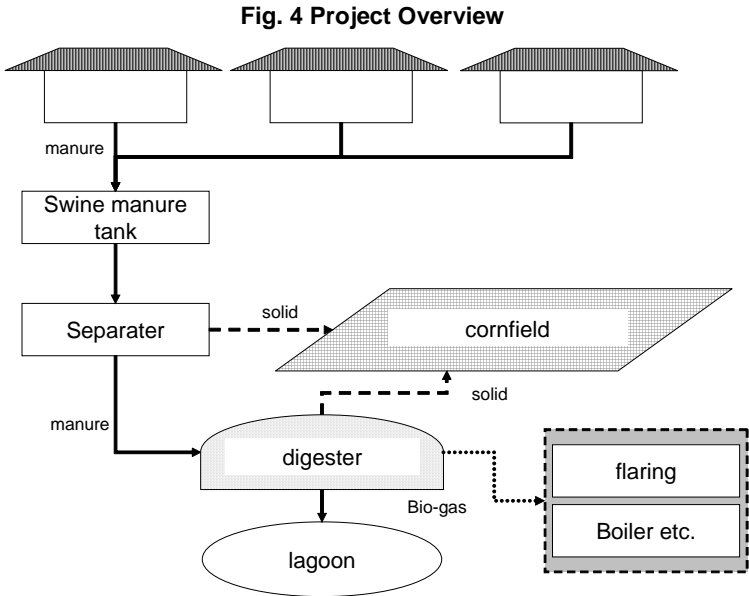 Fig. 4 Project Overview
manure
Swine manure
tank
Separater
solid
cornfield
solid
manure
digester
Bio-gas
flaring
Boiler etc.
lagoon